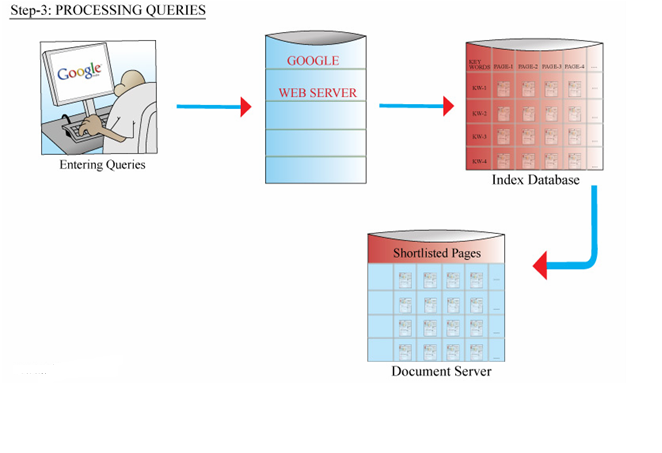 Step-3: PROCESSING QUERIES
Google
Entering Queries
GOOGLE
WEB SERVER
KEY
WORDS PAGE-1 PAGE-2 PAGE-3 PAGE-4 ....
KW-1
KW-2
KW-3
KW-4
Index Database
Shortlisted Pages
Document Server